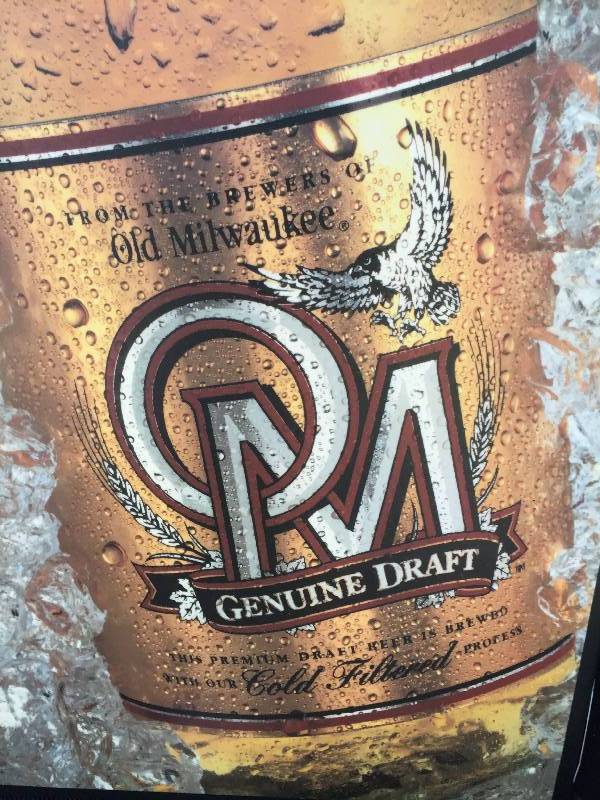 FROM THE BREWERS OF
Old Milwaukee®
OM
GENUINE DRAFT
THIS PREMIUM DRAFT BEER IS BREWED
WITH OUR Cold Filtered PROCESS